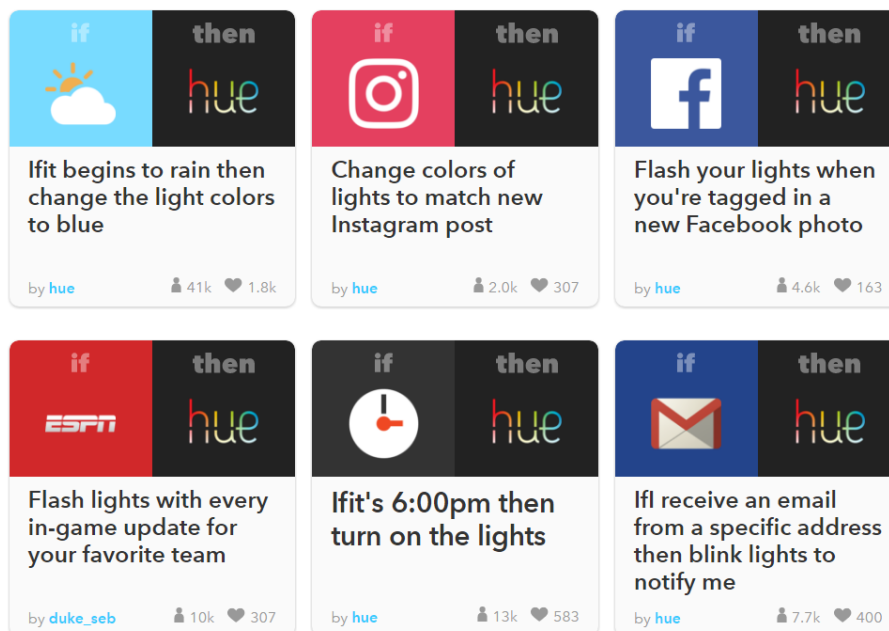 if then
hue
Ifit begins to rain then
change the light colors
to blue
by hue 41k 1.8k
if then
hue
Change colors of
lights to match new
Instagram post
by hue 2.0k 307
if then
hue
Flash your lights when
you're tagged in a
new Facebook photo
by hue 4.6k 163
if then
ESPN hue
Flash lights with every
in-game update for
your favorite team
by duke_seb 10k 307
if then
hue
Ifit's 6:00pm then
turn on the lights
by hue 13k 583
if then
hue
IfI receive an email
from a specific address
then blink lights to
notify me
by hue 7.7k 400